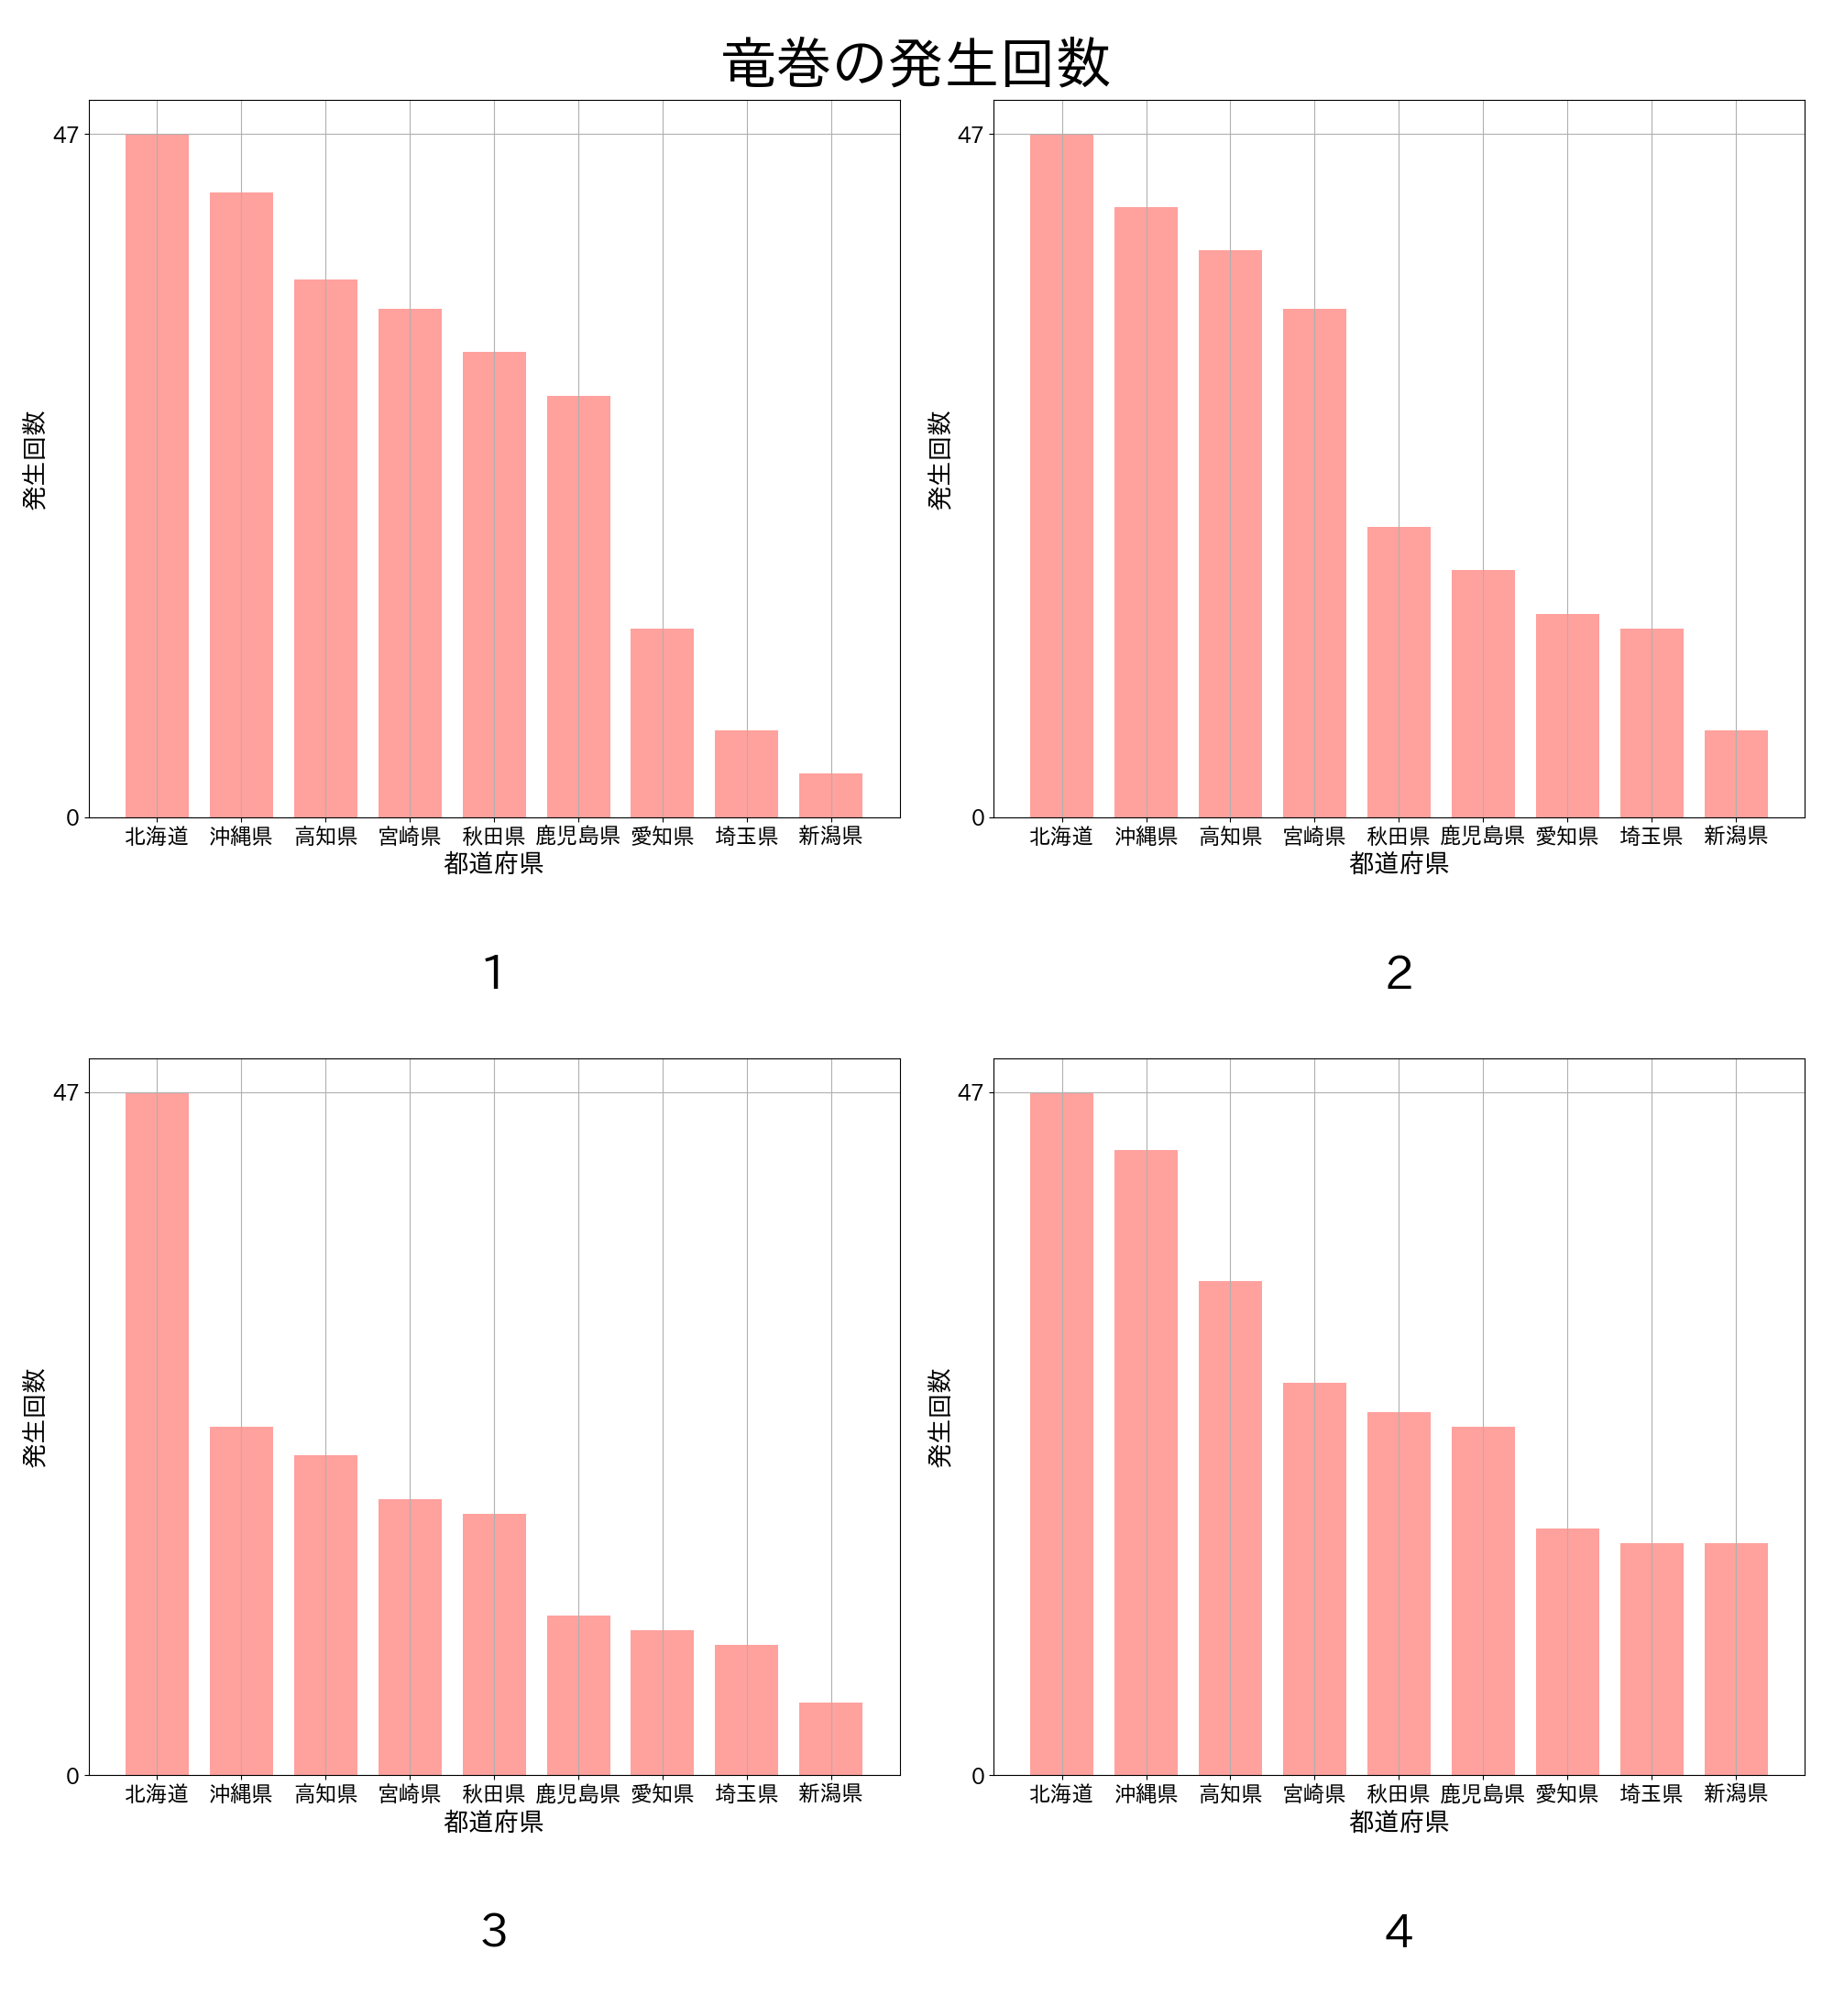 竜巻の発生回数
47
0
発生回数
北海道 沖縄県 高知県 宮崎県 秋田県 鹿児島県 愛知県 埼玉県 新潟県
都道府県
1
47
0
発生回数
北海道 沖縄県 高知県 宮崎県 秋田県 鹿児島県 愛知県 埼玉県 新潟県
都道府県
2
47
0
発生回数
北海道 沖縄県 高知県 宮崎県 秋田県 鹿児島県 愛知県 埼玉県 新潟県
都道府県
3
47
0
発生回数
北海道 沖縄県 高知県 宮崎県 秋田県 鹿児島県 愛知県 埼玉県 新潟県
都道府県
4